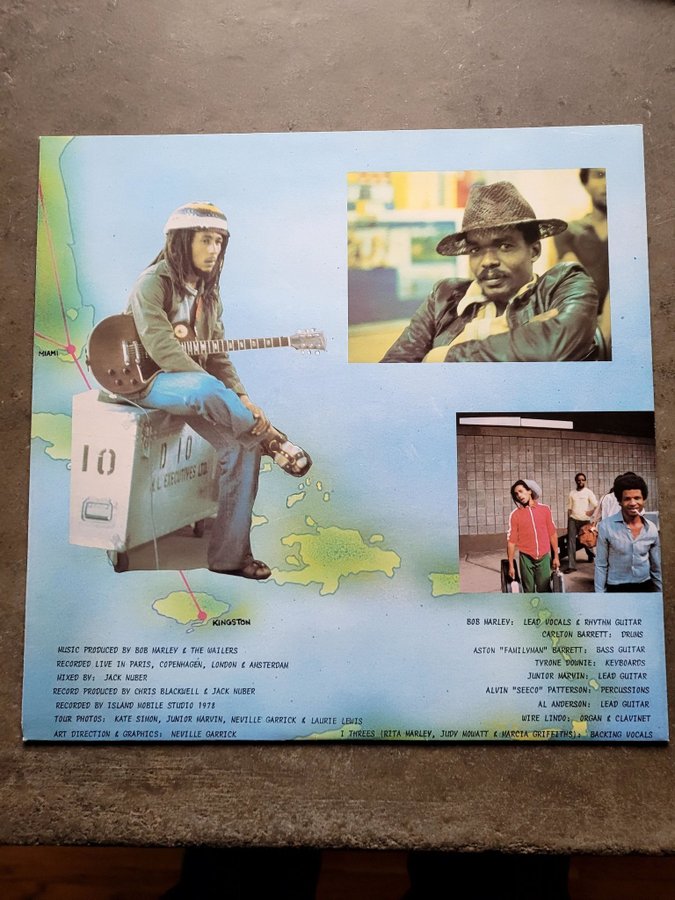 MIAMI
10
D 10
L. EXECUTIVES LTD.
KINGSTON
MUSIC PRODUCED BY BOB MARLEY & THE WAILERS
RECORDED LIVE IN PARIS, COPENHAGEN, LONDON & AMSTERDAM
MIXED BY: JACK NUBER
RECORD PRODUCED BY CHRIS BLACKWELL & JACK NUBER
RECORDED BY ISLAND MOBILE STUDIO 1978
TOUR PHOTOS: KATE SIMON, JUNIOR MARVIN, NEVILLE GARRICK & LAURIE LEWIS
ART DIRECTION & GRAPHICS: NEVILLE GARRICK
BOB MARLEY: LEAD VOCALS & RHYTHM GUITAR
CARLTON BARRETT: DRUMS
ASTON "FAMILYMAN" BARRETT: BASS GUITAR
TYRONE DOWNIE: KEYBOARDS
JUNIOR MARVIN: LEAD GUITAR
ALVIN "SEECO" PATTERSON: PERCUSSIONS
AL ANDERSON: LEAD GUITAR
WIRE LINDO: ORGAN & CLAVINET
I THREES (RITA MARLEY, JUDY MOWATT & MARCIA GRIFFITHS): BACKING VOCALS